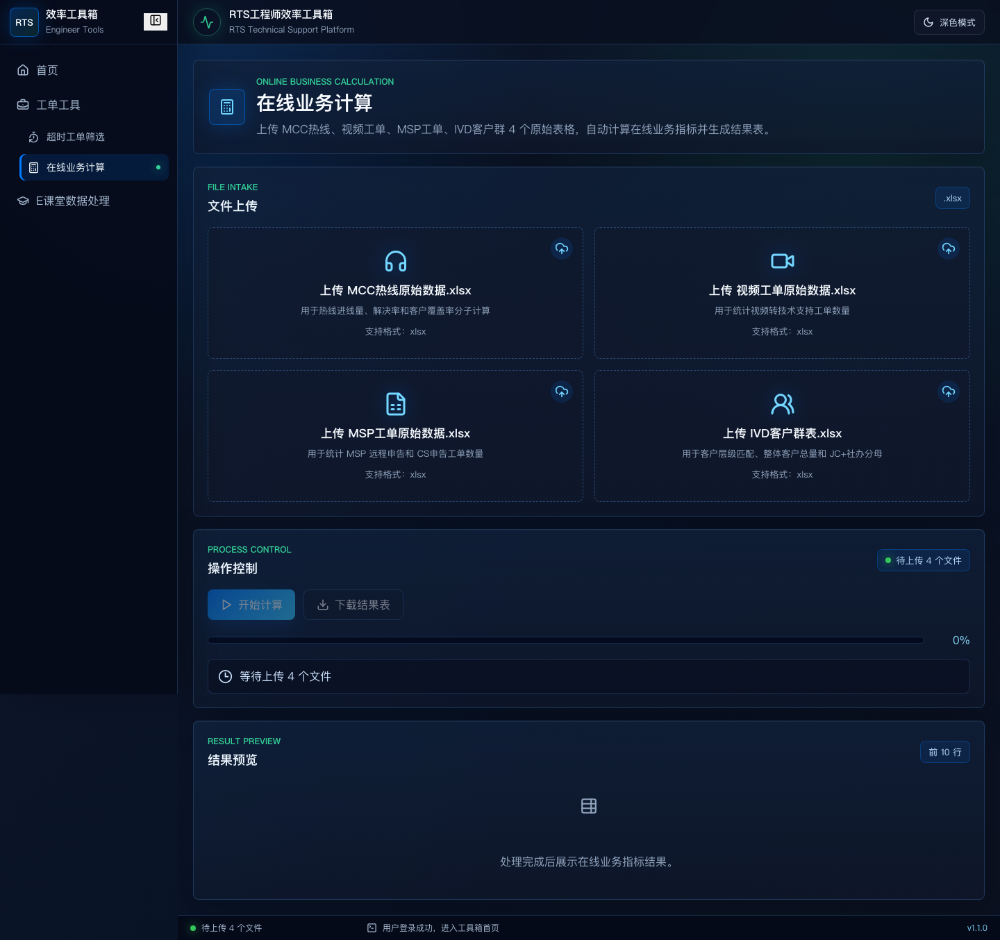 RTS
效率工具箱
Engineer Tools
RTS工程师效率工具箱
RTS Technical Support Platform
深色模式
首页
工单工具
超时工单筛选
在线业务计算
E课堂数据处理
ONLINE BUSINESS CALCULATION
在线业务计算
上传 MCC热线、视频工单、MSP工单、IVD客户群 4 个原始表格，自动计算在线业务指标并生成结果表。
FILE INTAKE
文件上传
.xlsx
上传 MCC热线原始数据.xlsx
用于热线进线量、解决率和客户覆盖率分子计算
支持格式：xlsx
上传 视频工单原始数据.xlsx
用于统计视频转技术支持工单数量
支持格式：xlsx
上传 MSP工单原始数据.xlsx
用于统计 MSP 远程申告和 CS申告工单数量
支持格式：xlsx
上传 IVD客户群表.xlsx
用于客户层级匹配、整体客户总量和 JC+社办分母
支持格式：xlsx
PROCESS CONTROL
操作控制
待上传 4 个文件
开始计算
下载结果表
0%
等待上传 4 个文件
RESULT PREVIEW
结果预览
前 10 行
处理完成后展示在线业务指标结果。
待上传 4 个文件
用户登录成功，进入工具箱首页
v1.1.0